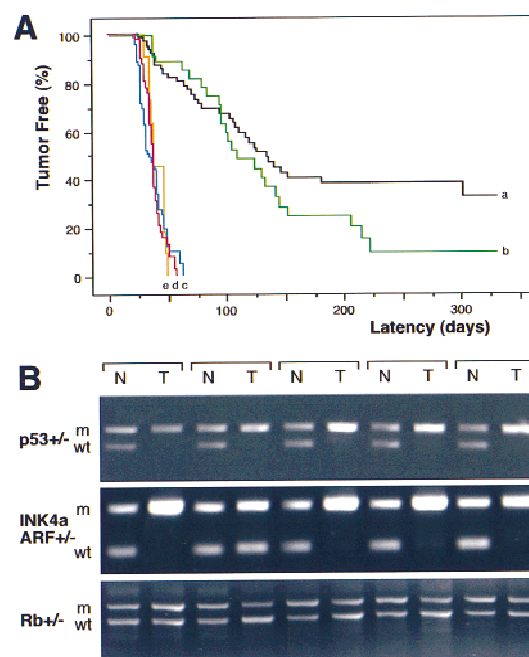 A
Tumor Free (%)
100
80
60
40
20
0
a
b
e d c
0 100 200 300
Latency (days)
B
N T N T N T N T N T
p53+/-
m
wt
INK4a
ARF+/-
m
wt
Rb+/-
m
wt